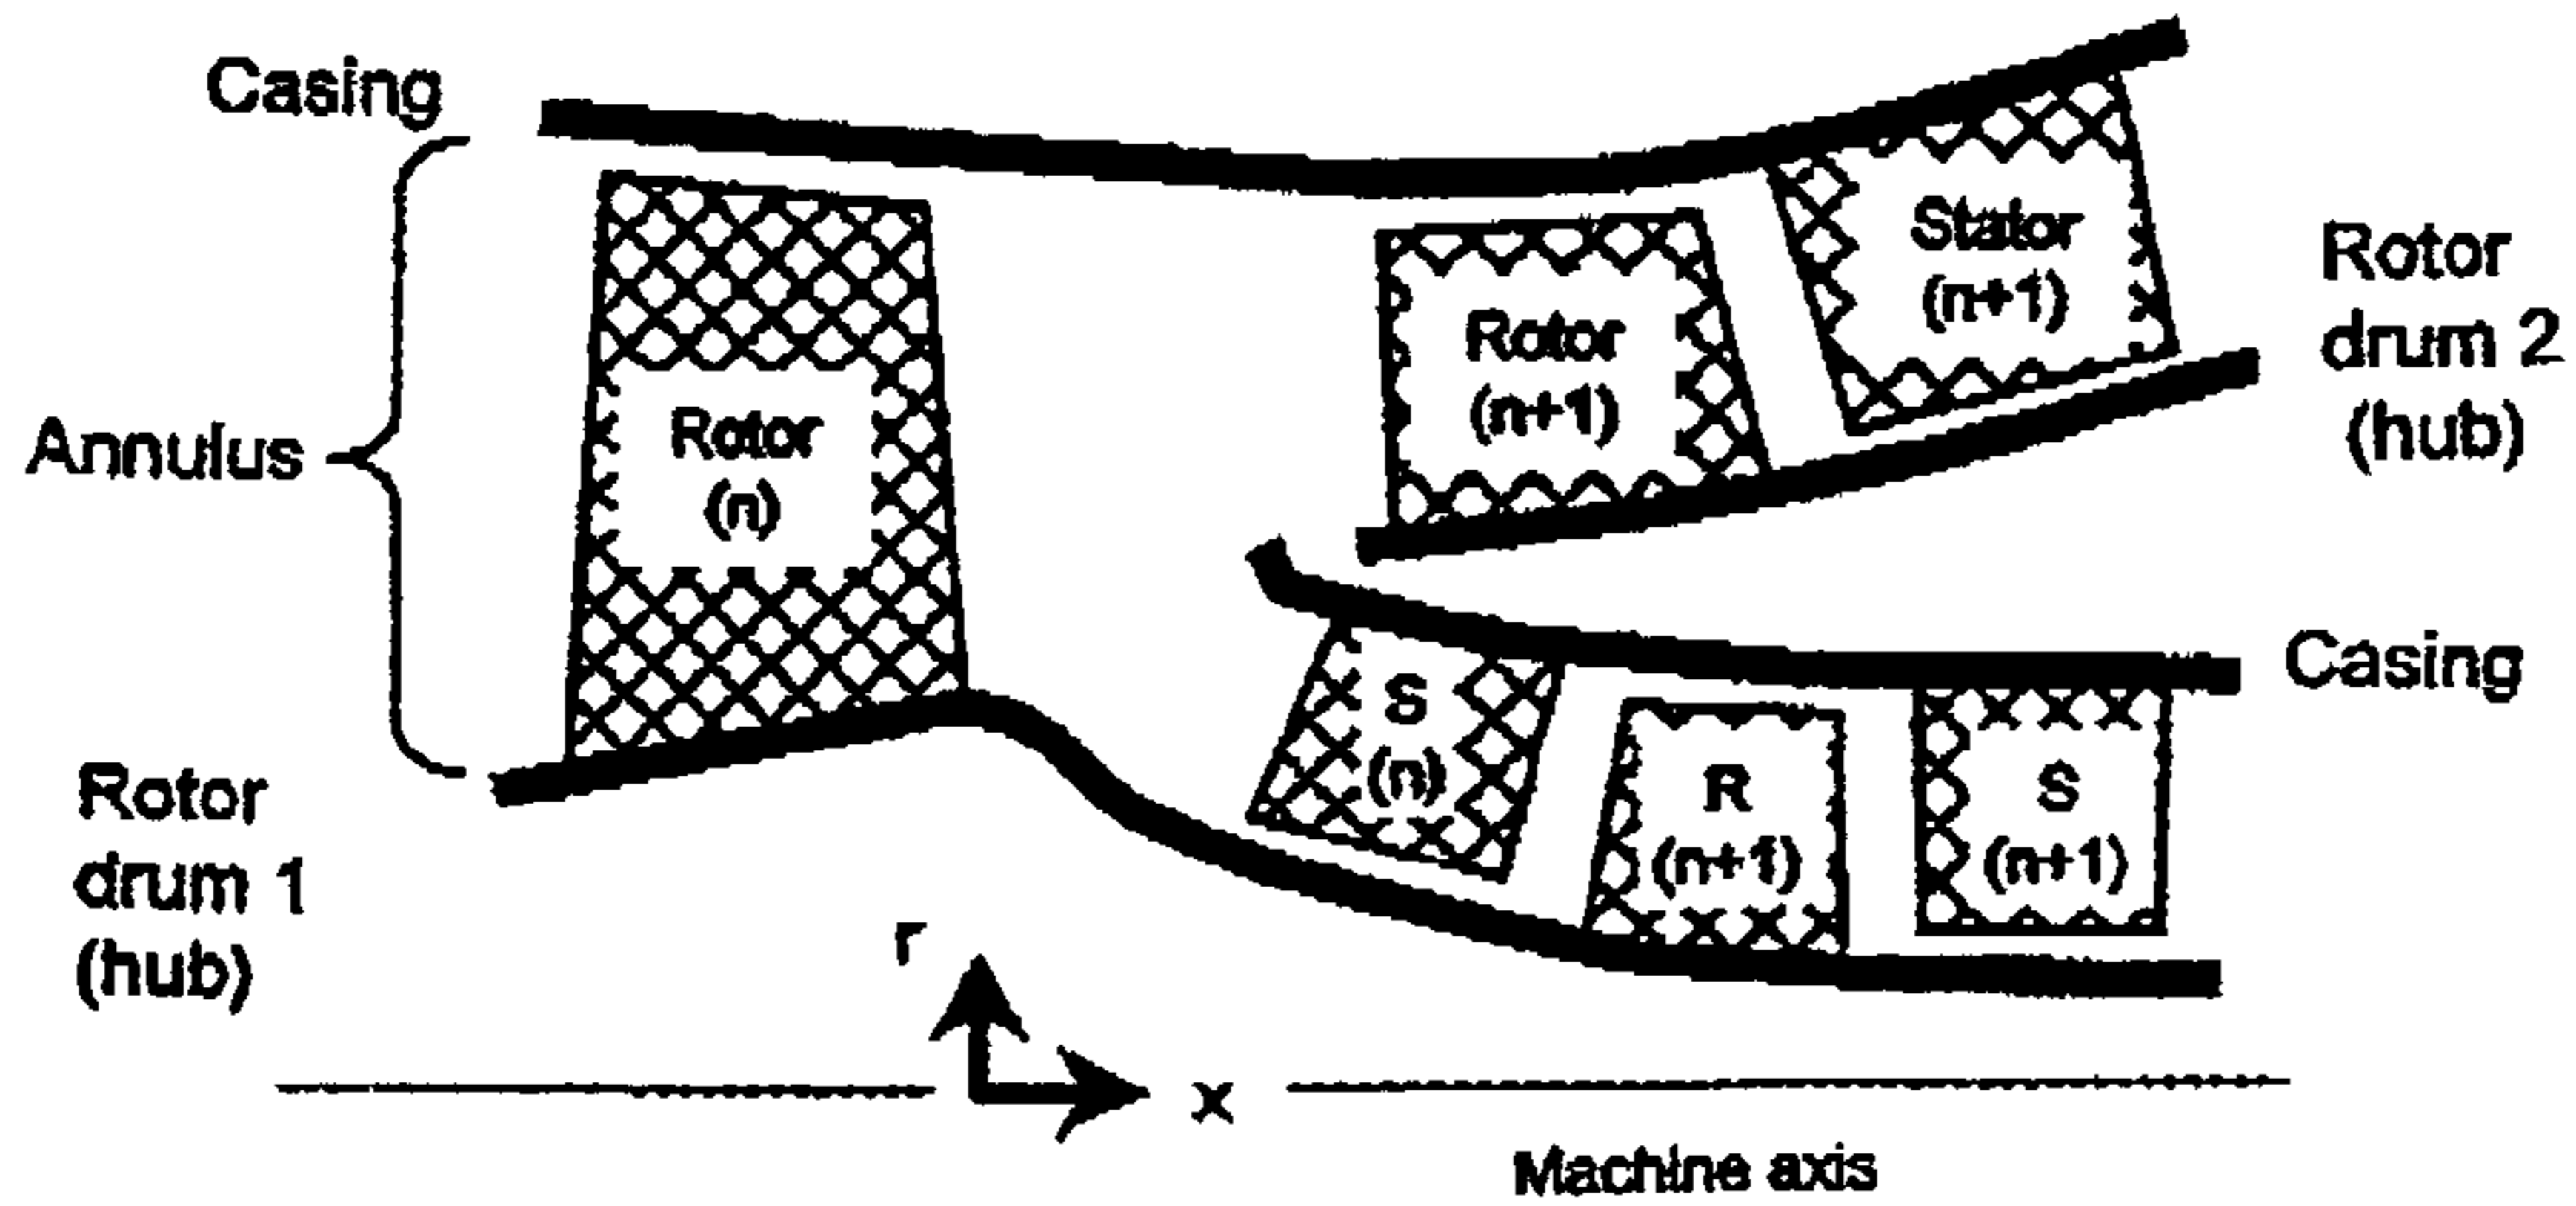 Casing
Annulus
Rotor
(n)
Rotor
drum 1
(hub)
Rotor
(n+1)
Stator
(n+1)
Rotor
drum 2
(hub)
Casing
S
(n)
R
(n+1)
S
(n+1)
r
x
Machine axis